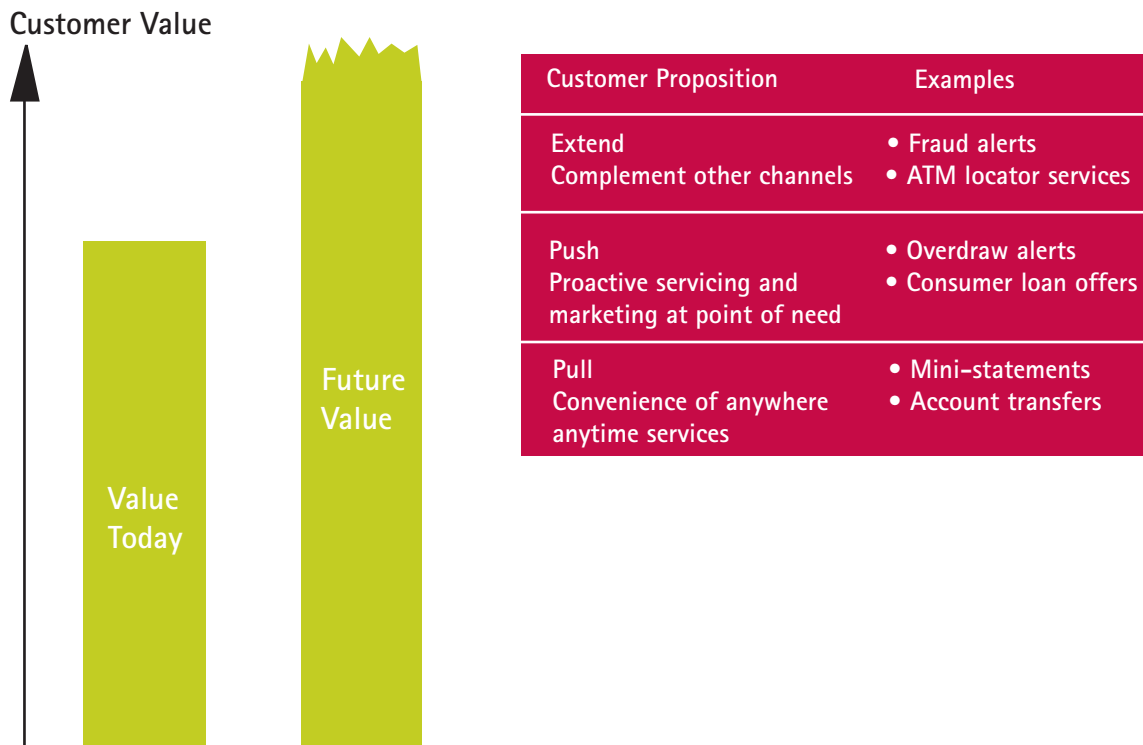 Customer Value
Value
Today
Future
Value
Customer Proposition Examples
Extend
Complement other channels
• Fraud alerts
• ATM locator services
Push
Proactive servicing and
marketing at point of need
• Overdraw alerts
• Consumer loan offers
Pull
Convenience of anywhere
anytime services
• Mini-statements
• Account transfers